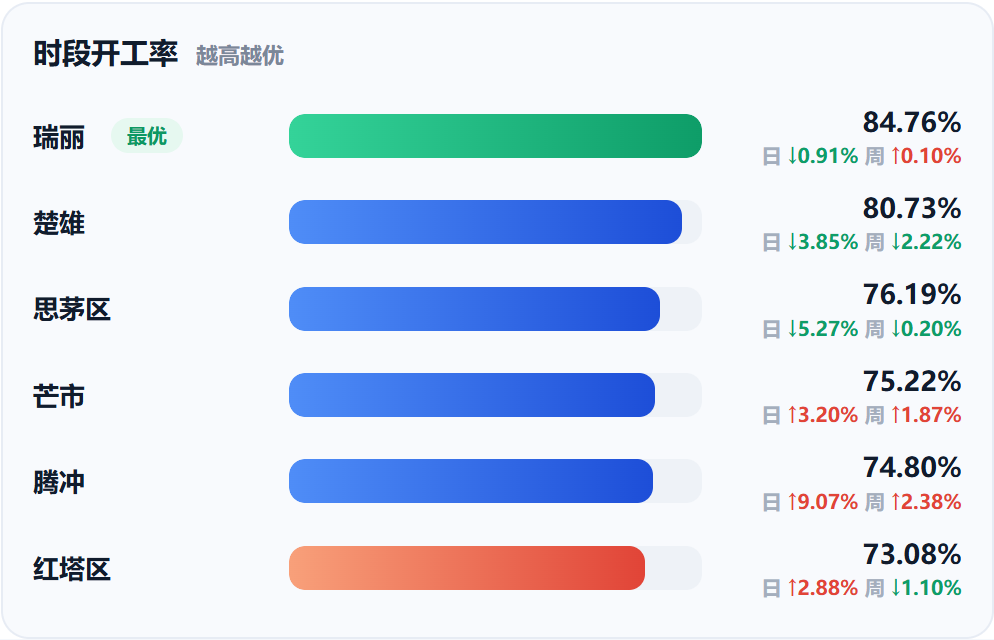 时段开工率 越高越优
瑞丽 最优 84.76%
日 ↓0.91% 周 ↑0.10%
楚雄 80.73%
日 ↓3.85% 周 ↓2.22%
思茅区 76.19%
日 ↓5.27% 周 ↓0.20%
芒市 75.22%
日 ↑3.20% 周 ↑1.87%
腾冲 74.80%
日 ↑9.07% 周 ↑2.38%
红塔区 73.08%
日 ↑2.88% 周 ↓1.10%